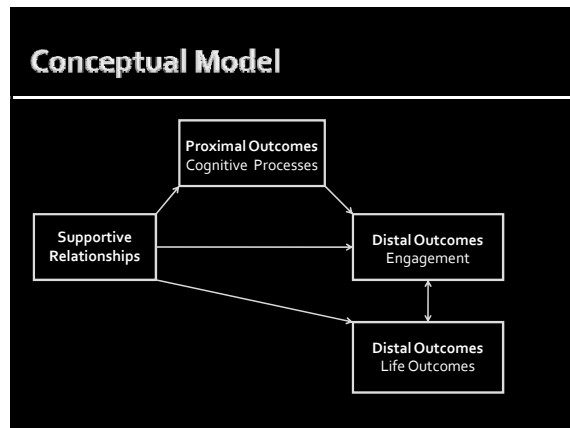 Conceptual Model
Proximal Outcomes
Cognitive Processes
Supportive
Relationships
Distal Outcomes
Engagement
Distal Outcomes
Life Outcomes